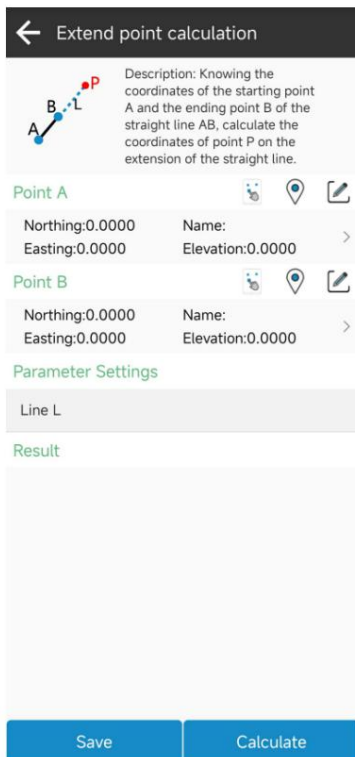 Extend point calculation
P
B
L
A
Description: Knowing the
coordinates of the starting point
A and the ending point B of the
straight line AB, calculate the
coordinates of point P on the
extension of the straight line.
Point A
Northing:0.0000 Name:
Easting:0.0000 Elevation:0.0000
Point B
Northing:0.0000 Name:
Easting:0.0000 Elevation:0.0000
Parameter Settings
Line L
Result
Save Calculate